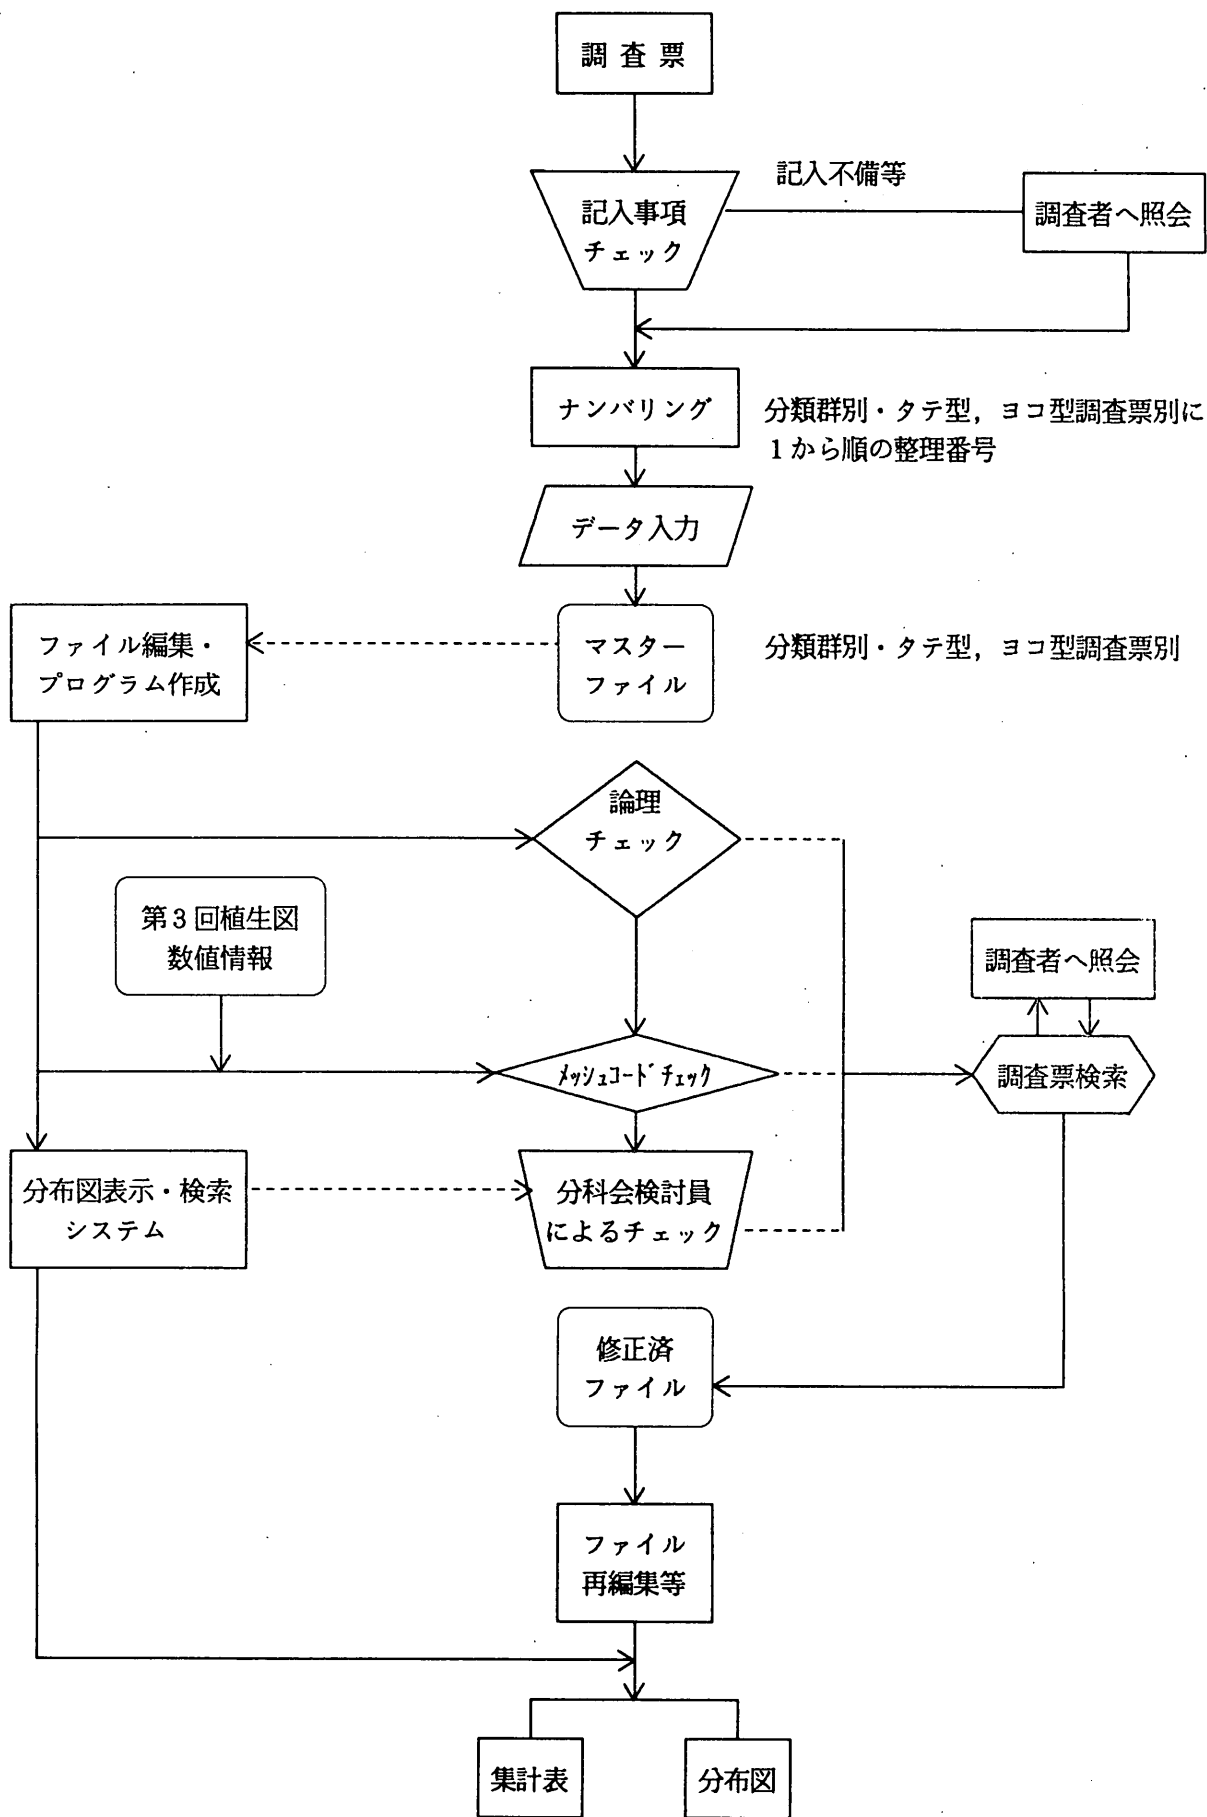 調査票
記入不備等
記入事項
チェック
調査者へ照会
ナンバリング
分類群別・タテ型，ヨコ型調査票別に
1から順の整理番号
データ入力
ファイル編集・
プログラム作成
マスター
ファイル
分類群別・タテ型，ヨコ型調査票別
論理
チェック
第3回植生図
数値情報
調査者へ照会
メッシュコードチェック
調査票検索
分布図表示・検索
システム
分科会検討員
によるチェック
修正済
ファイル
ファイル
再編集等
集計表
分布図